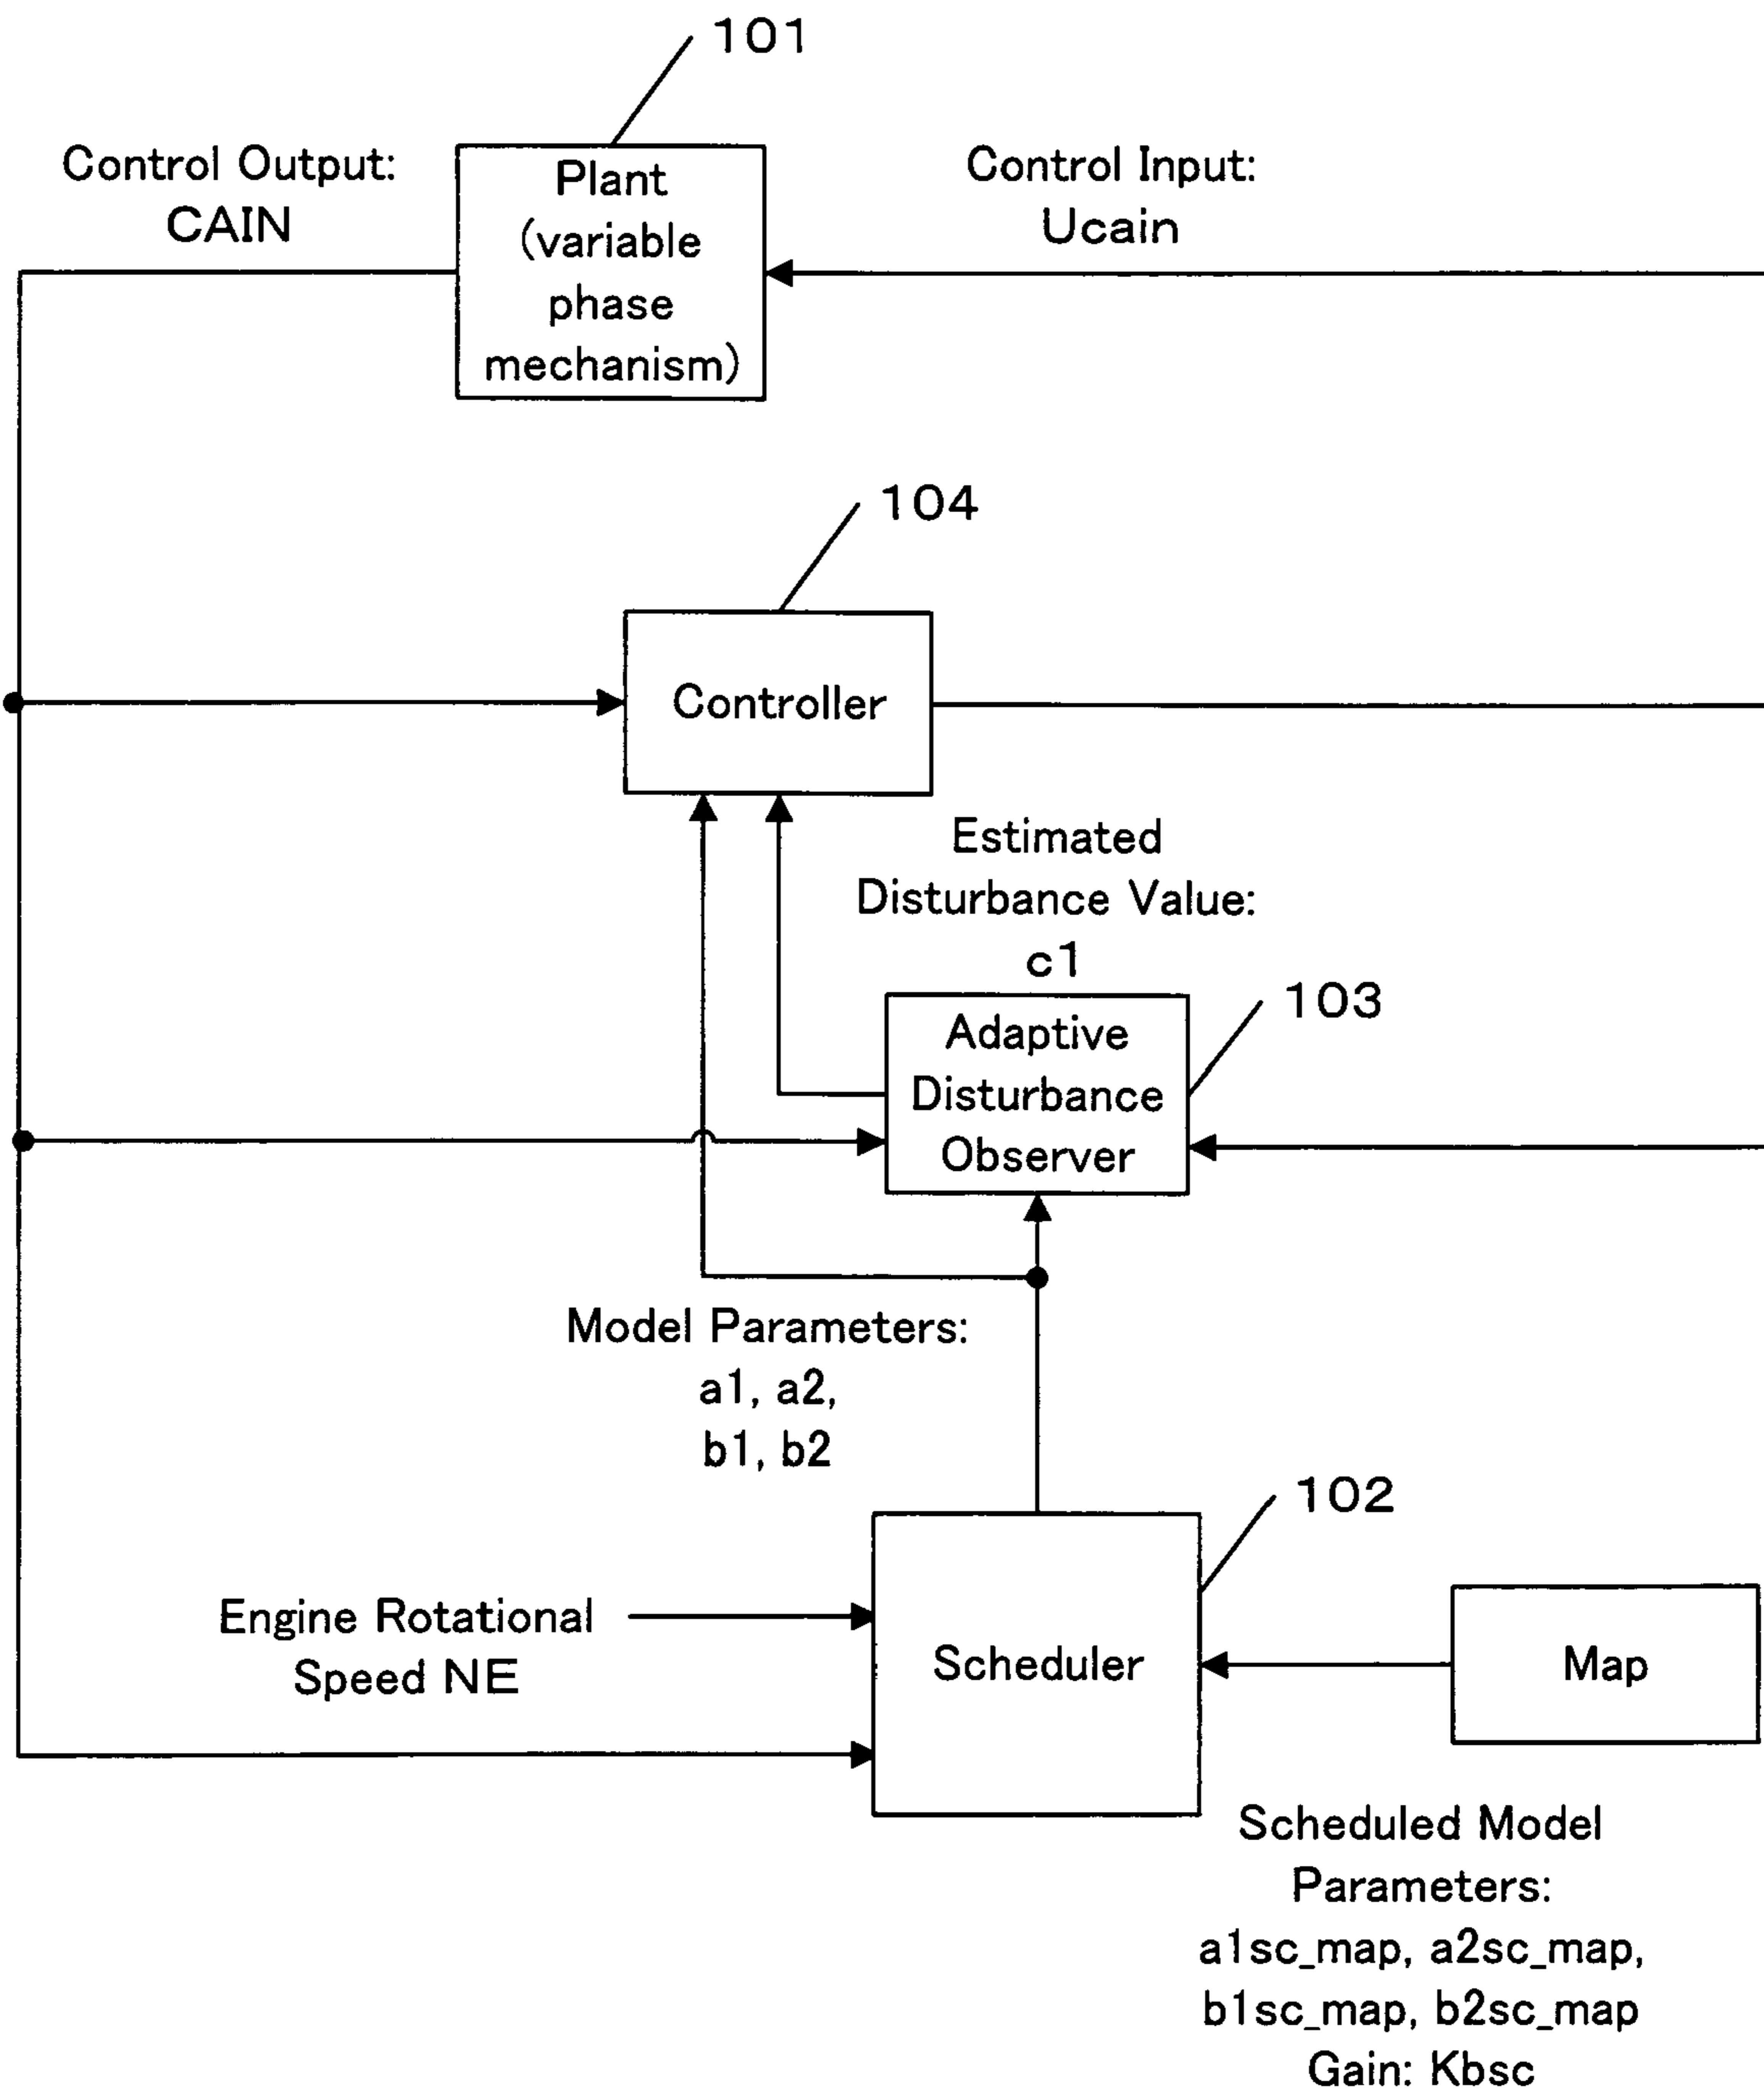 101
Control Output:
CAIN
Plant
(variable
phase
mechanism)
Control Input:
Ucain
104
Controller
Estimated
Disturbance Value:
c1
103
Adaptive
Disturbance
Observer
Model Parameters:
a1, a2,
b1, b2
102
Engine Rotational
Speed NE
Scheduler
Map
Scheduled Model
Parameters:
a1sc_map, a2sc_map,
b1sc_map, b2sc_map
Gain: Kbsc